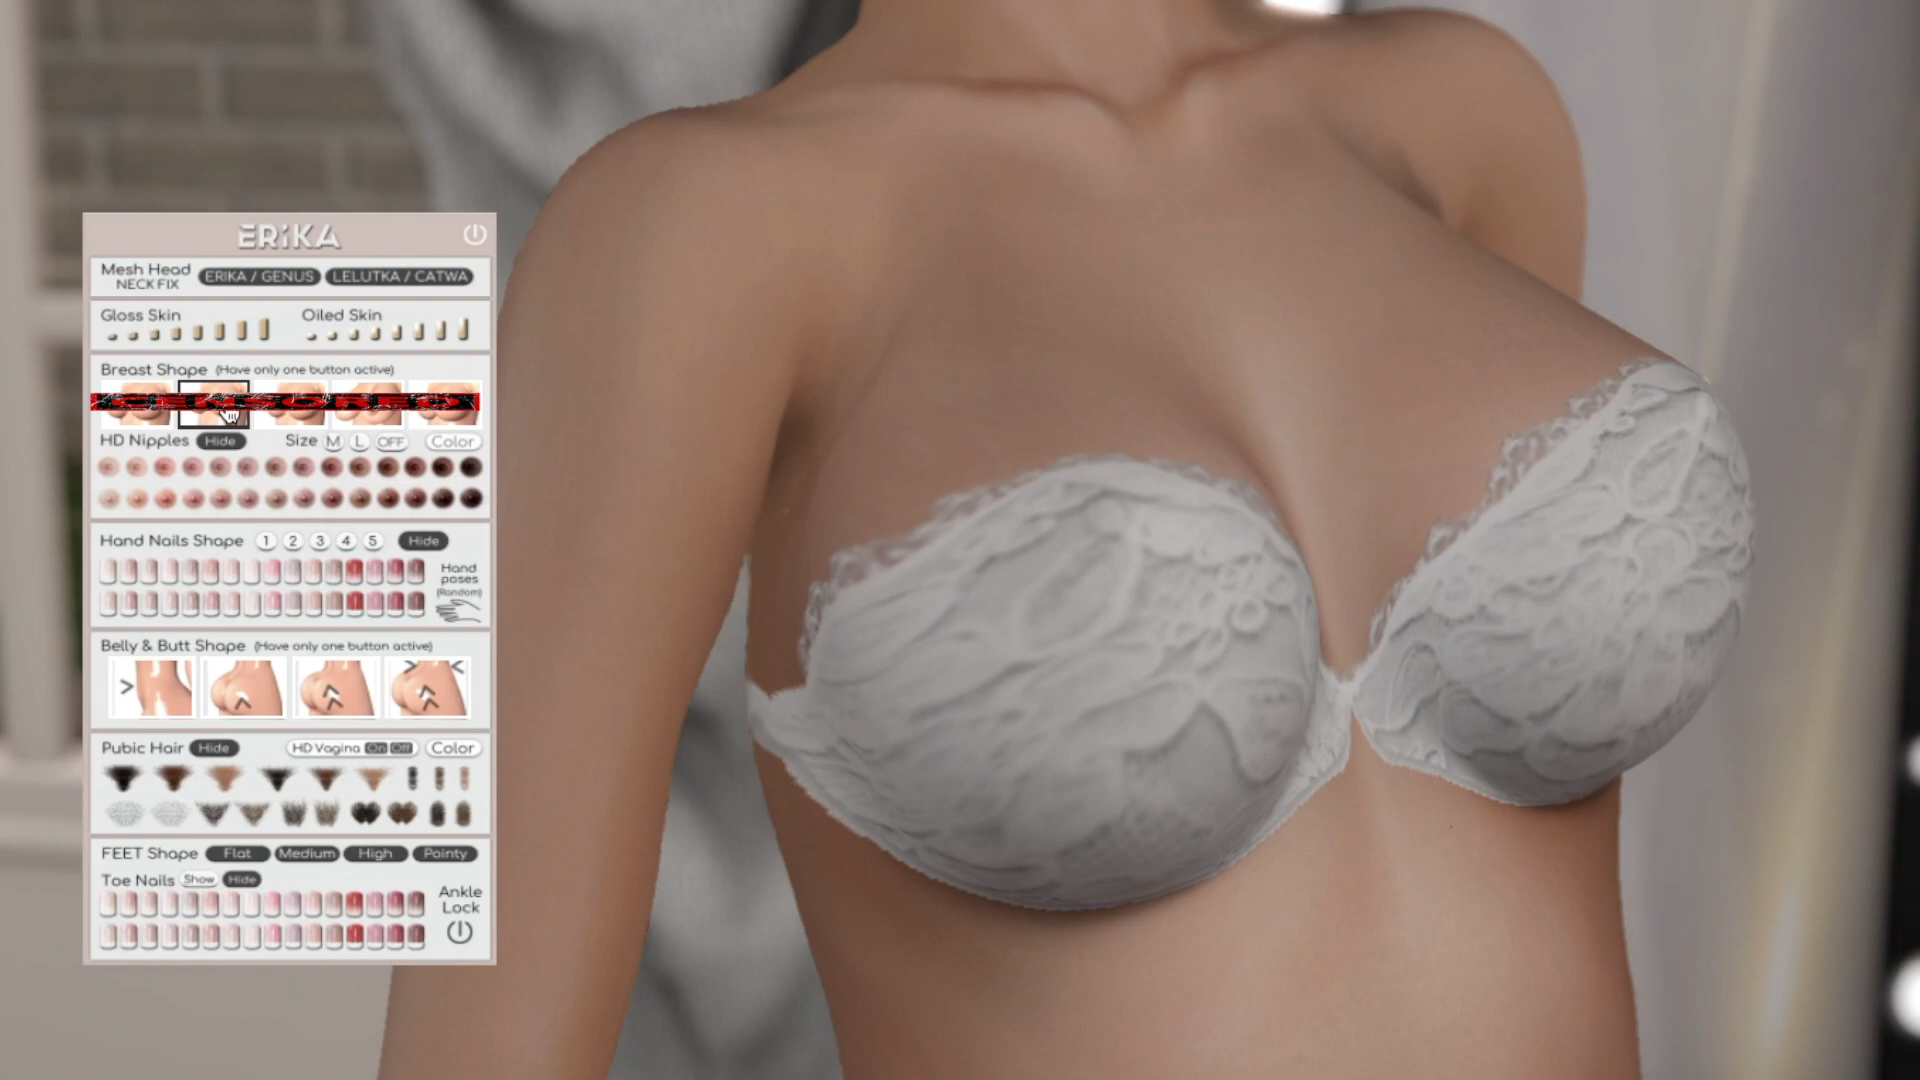 ERiKA
Mesh Head
NECK FIX
ERIKA / GENUS
LELUTKA / CATWA
Gloss Skin
Oiled Skin
Breast Shape (Have only one button active)
HD Nipples Hide Size M L OFF Color
Hand Nails Shape 1 2 3 4 5 Hide
Hand
poses
(Random)
Belly & Butt Shape (Have only one button active)
Pubic Hair Hide HD Vagina On Off Color
FEET Shape Flat Medium High Pointy
Toe Nails Show Hide
Ankle
Lock